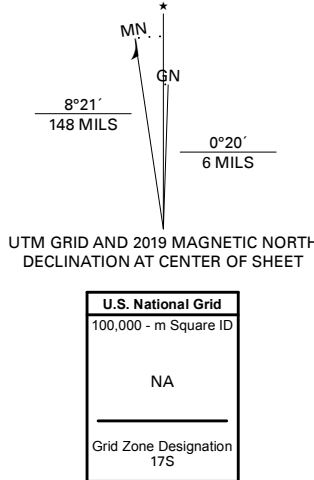 ★
MN
GN
8°21´
148 MILS
0°20´
6 MILS
UTM GRID AND 2019 MAGNETIC NORTH
DECLINATION AT CENTER OF SHEET
U.S. National Grid
100,000 - m Square ID
NA
Grid Zone Designation
17S